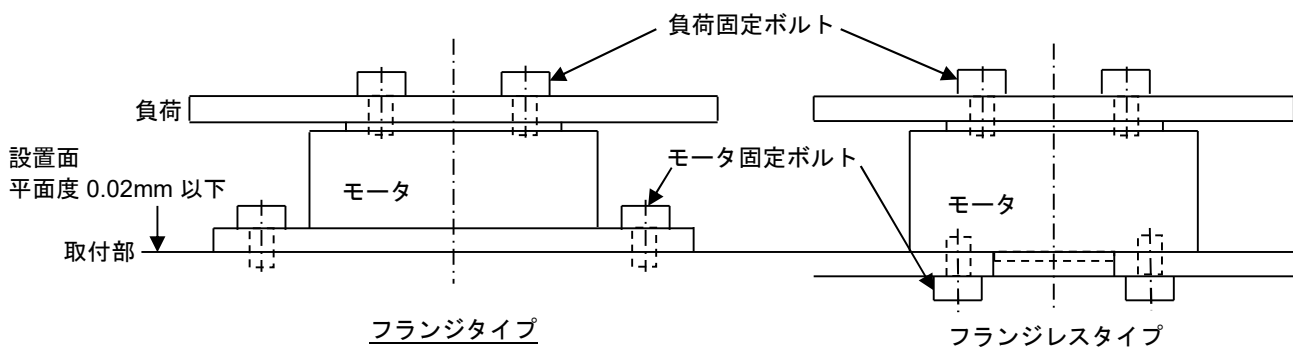 負荷固定ボルト
負荷
設置面
平面度 0.02mm 以下
モータ固定ボルト
モータ
モータ
取付部
フランジタイプ
フランジレスタイプ